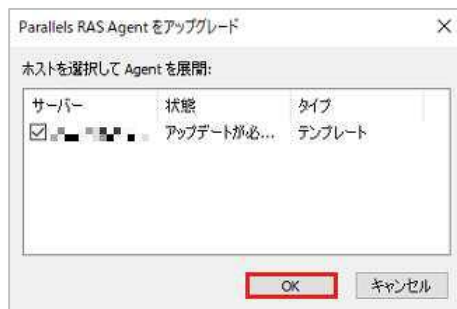 Parallels RAS Agent をアップグレード
ホストを選択して Agent を展開:
サーバー 状態 タイプ
アップデートが必... テンプレート
OK キャンセル